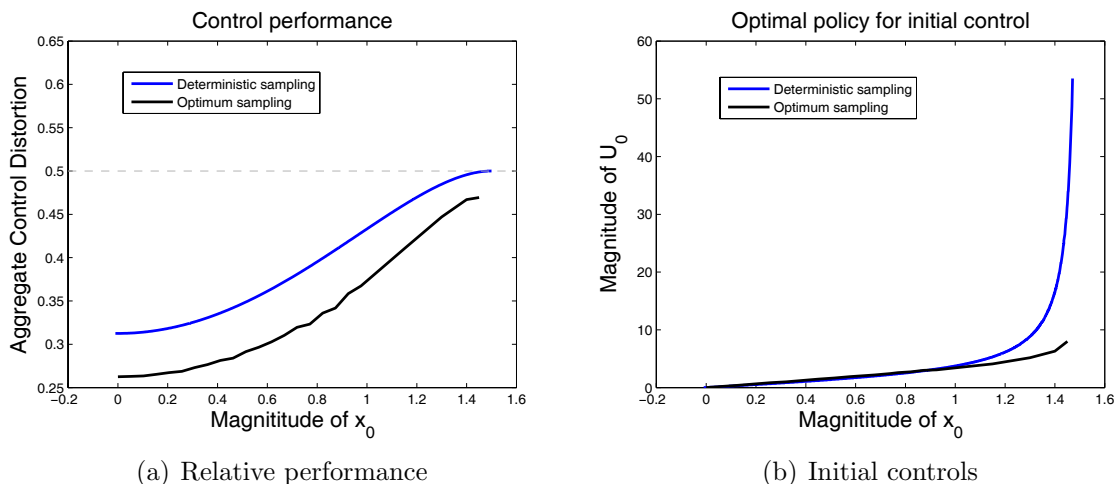 Control performance
0.65
0.6
0.55
0.5
0.45
0.4
0.35
0.3
0.25
Aggregate Control Distortion
Deterministic sampling
Optimum sampling
−0.2 0 0.2 0.4 0.6 0.8 1 1.2 1.4 1.6
Magnititude of x0
(a) Relative performance
Optimal policy for initial control
60
50
40
30
20
10
0
Magnitude of U0
Deterministic sampling
Optimum sampling
−0.2 0 0.2 0.4 0.6 0.8 1 1.2 1.4 1.6
Magnititude of x0
(b) Initial controls